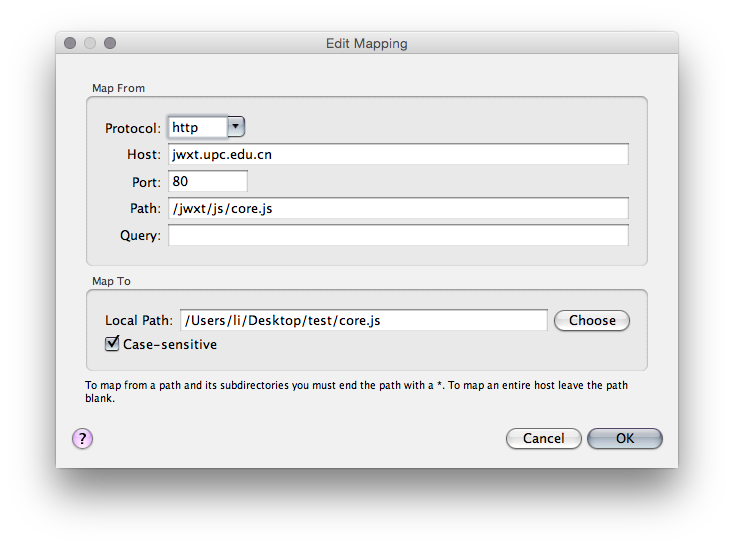 Edit Mapping
Map From
Protocol: http
Host: jwxt.upc.edu.cn
Port: 80
Path: /jwxt/js/core.js
Query:
Map To
Local Path: /Users/li/Desktop/test/core.js Choose
Case-sensitive
To map from a path and its subdirectories you must end the path with a *. To map an entire host leave the path
blank.
? Cancel OK